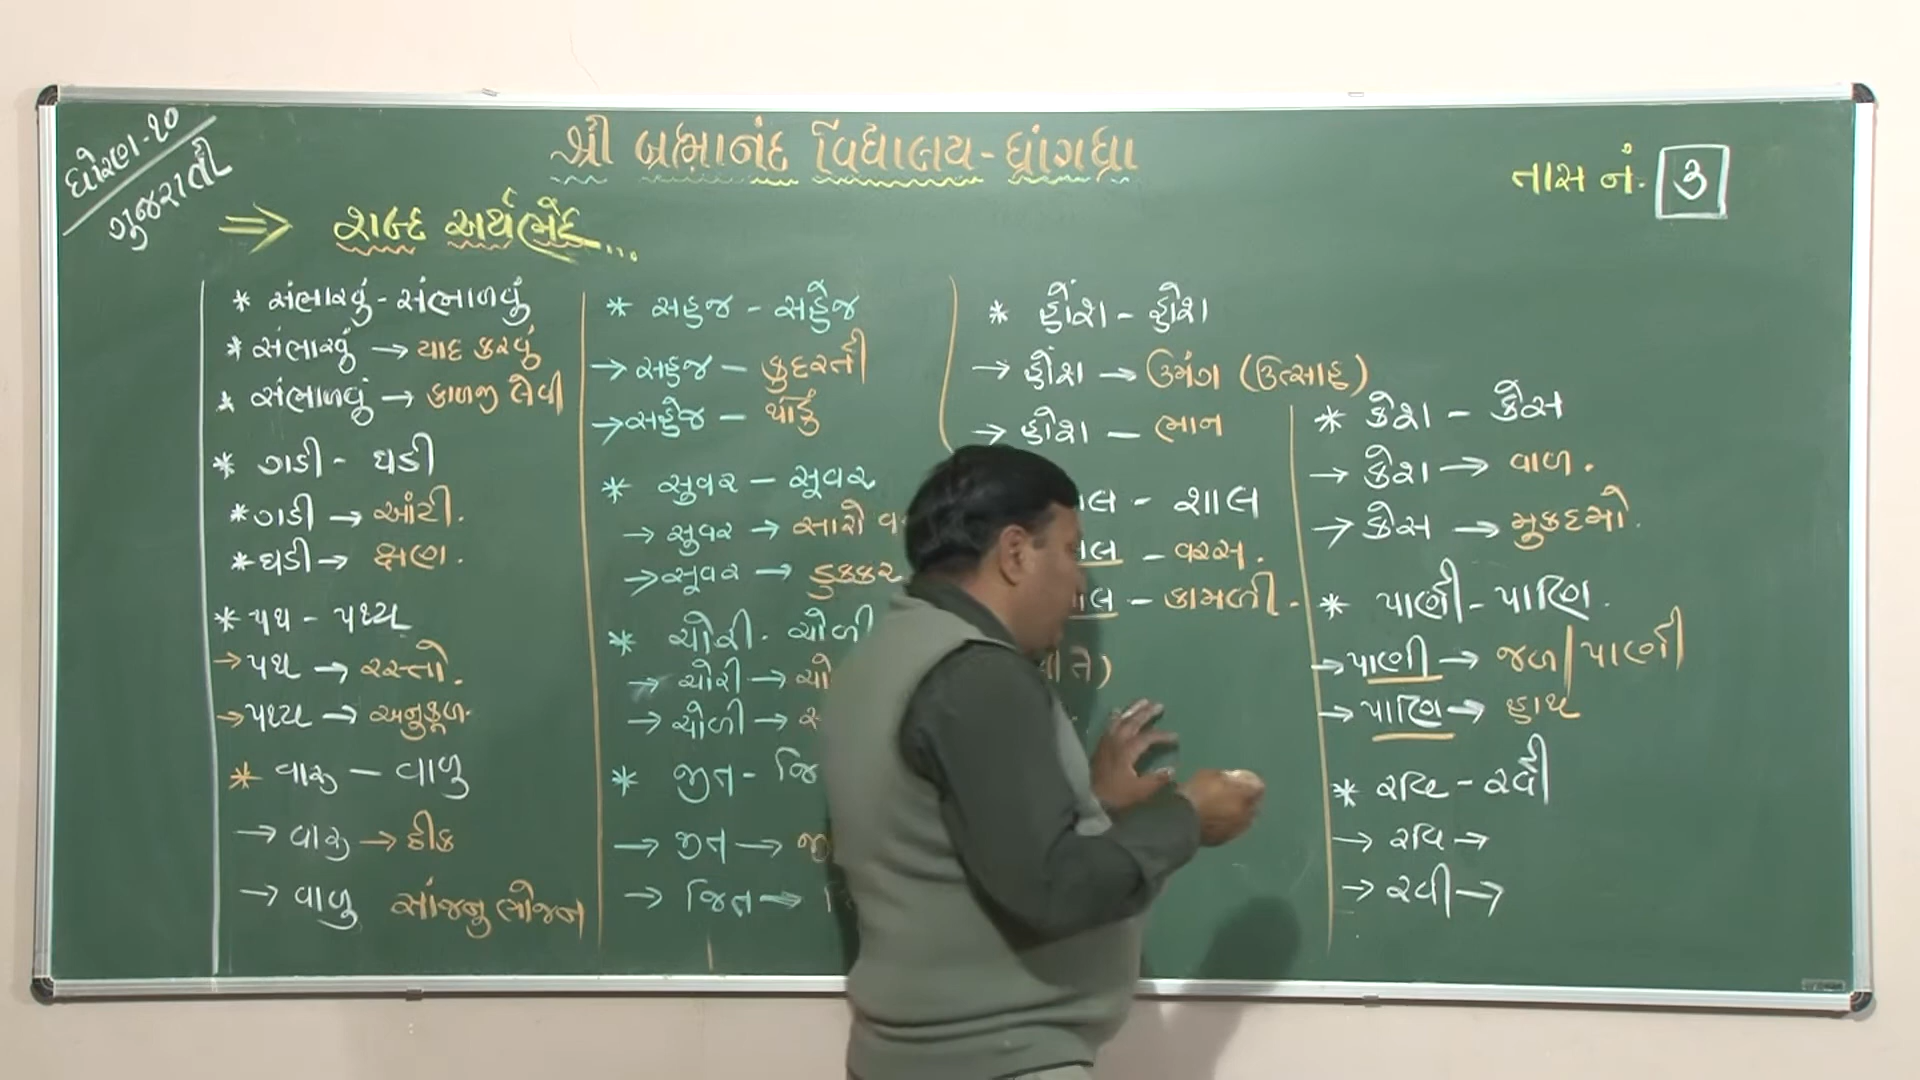 ધોરણ-૧૦
ગુજરાતી
શ્રી બ્રહ્માનંદ વિદ્યાલય - ધ્રાંગધ્રા
તાસ નં. ૩
⇒ શબ્દ અર્થભેદ...
* સંભારવું - સંભાળવું
* સંભારવું → યાદ કરવું
* સંભાળવું → કાળજી લેવી
* ગડી - ઘડી
* ગડી → આંટી.
* ઘડી → ક્ષણ.
* પથ - પથ્ય
→ પથ → રસ્તો.
→ પથ્ય → અનુકૂળ.
* વારુ - વાળુ
→ વારુ → ઠીક
→ વાળુ સાંજનુ ભોજન
* સહજ - સહેજ
→ સહજ - કુદરતી
→ સહેજ - થોડું
* સુવર - સૂવર
→ સુવર → સારો
→ સૂવર → ડુક્કર
* ચોરી - ચોળી
→ ચોરી →
→ ચોળી →
* જીન - જિ
→ જીન →
→ જિન →
* હોંશ - હોશ
→ હોંશ → ઉમંગ (ઉત્સાહ)
→ હોશ - ભાન
લ - શાલ
લ - વરસ.
લ - કામળી.
* કેશ - કેસ
→ કેશ → વાળ.
→ કેસ → મુકદમો.
* પાણી - પાણિ.
→ પાણી → જળ/પાણી
→ પાણિ → હાથ
* રવિ - રવી
→ રવિ →
→ રવી →